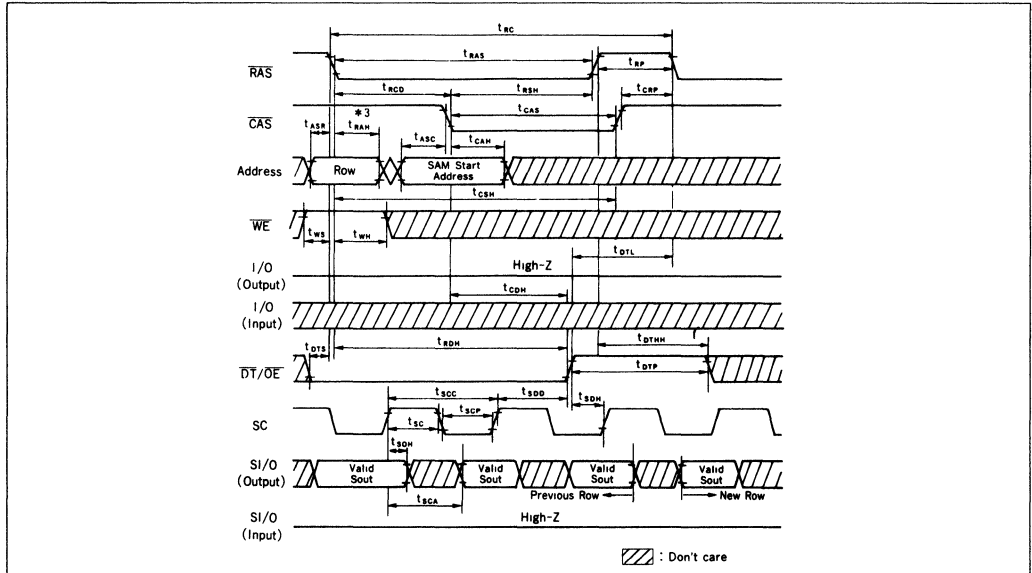 tRC
tRAS
tRP
RAS
tRCD
tRSH
tCRP
tCAS
*3
CAS
tASR
tRAH
tASC
tCAH
Address
Row
SAM Start
Address
tCSH
WE
tWS
tWH
tDTL
I/O
(Output)
High-Z
tCDH
I/O
(Input)
tRDH
tDTHH
tDTS
tDTP
DT/OE
tSCC
tSDD
tSCP
tSDH
tSC
SC
tSOH
SI/O
(Output)
Valid
Sout
Valid
Sout
Valid
Sout
Valid
Sout
tSCA
Previous Row
New Row
SI/O
(Input)
High-Z
: Don't care